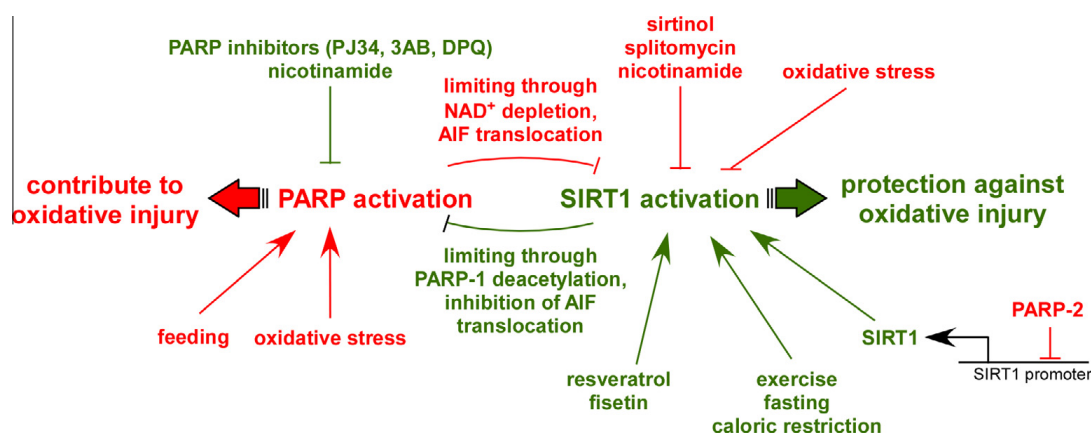 PARP inhibitors (PJ34, 3AB, DPQ)
nicotinamide
limiting through
NAD⁺ depletion,
AIF translocation
sirtinol
splitomycin
nicotinamide
oxidative stress
contribute to
oxidative injury
PARP activation
SIRT1 activation
protection against
oxidative injury
limiting through
PARP-1 deacetylation,
inhibition of AIF
translocation
feeding
oxidative stress
resveratrol
fisetin
exercise
fasting
caloric restriction
SIRT1
PARP-2
SIRT1 promoter